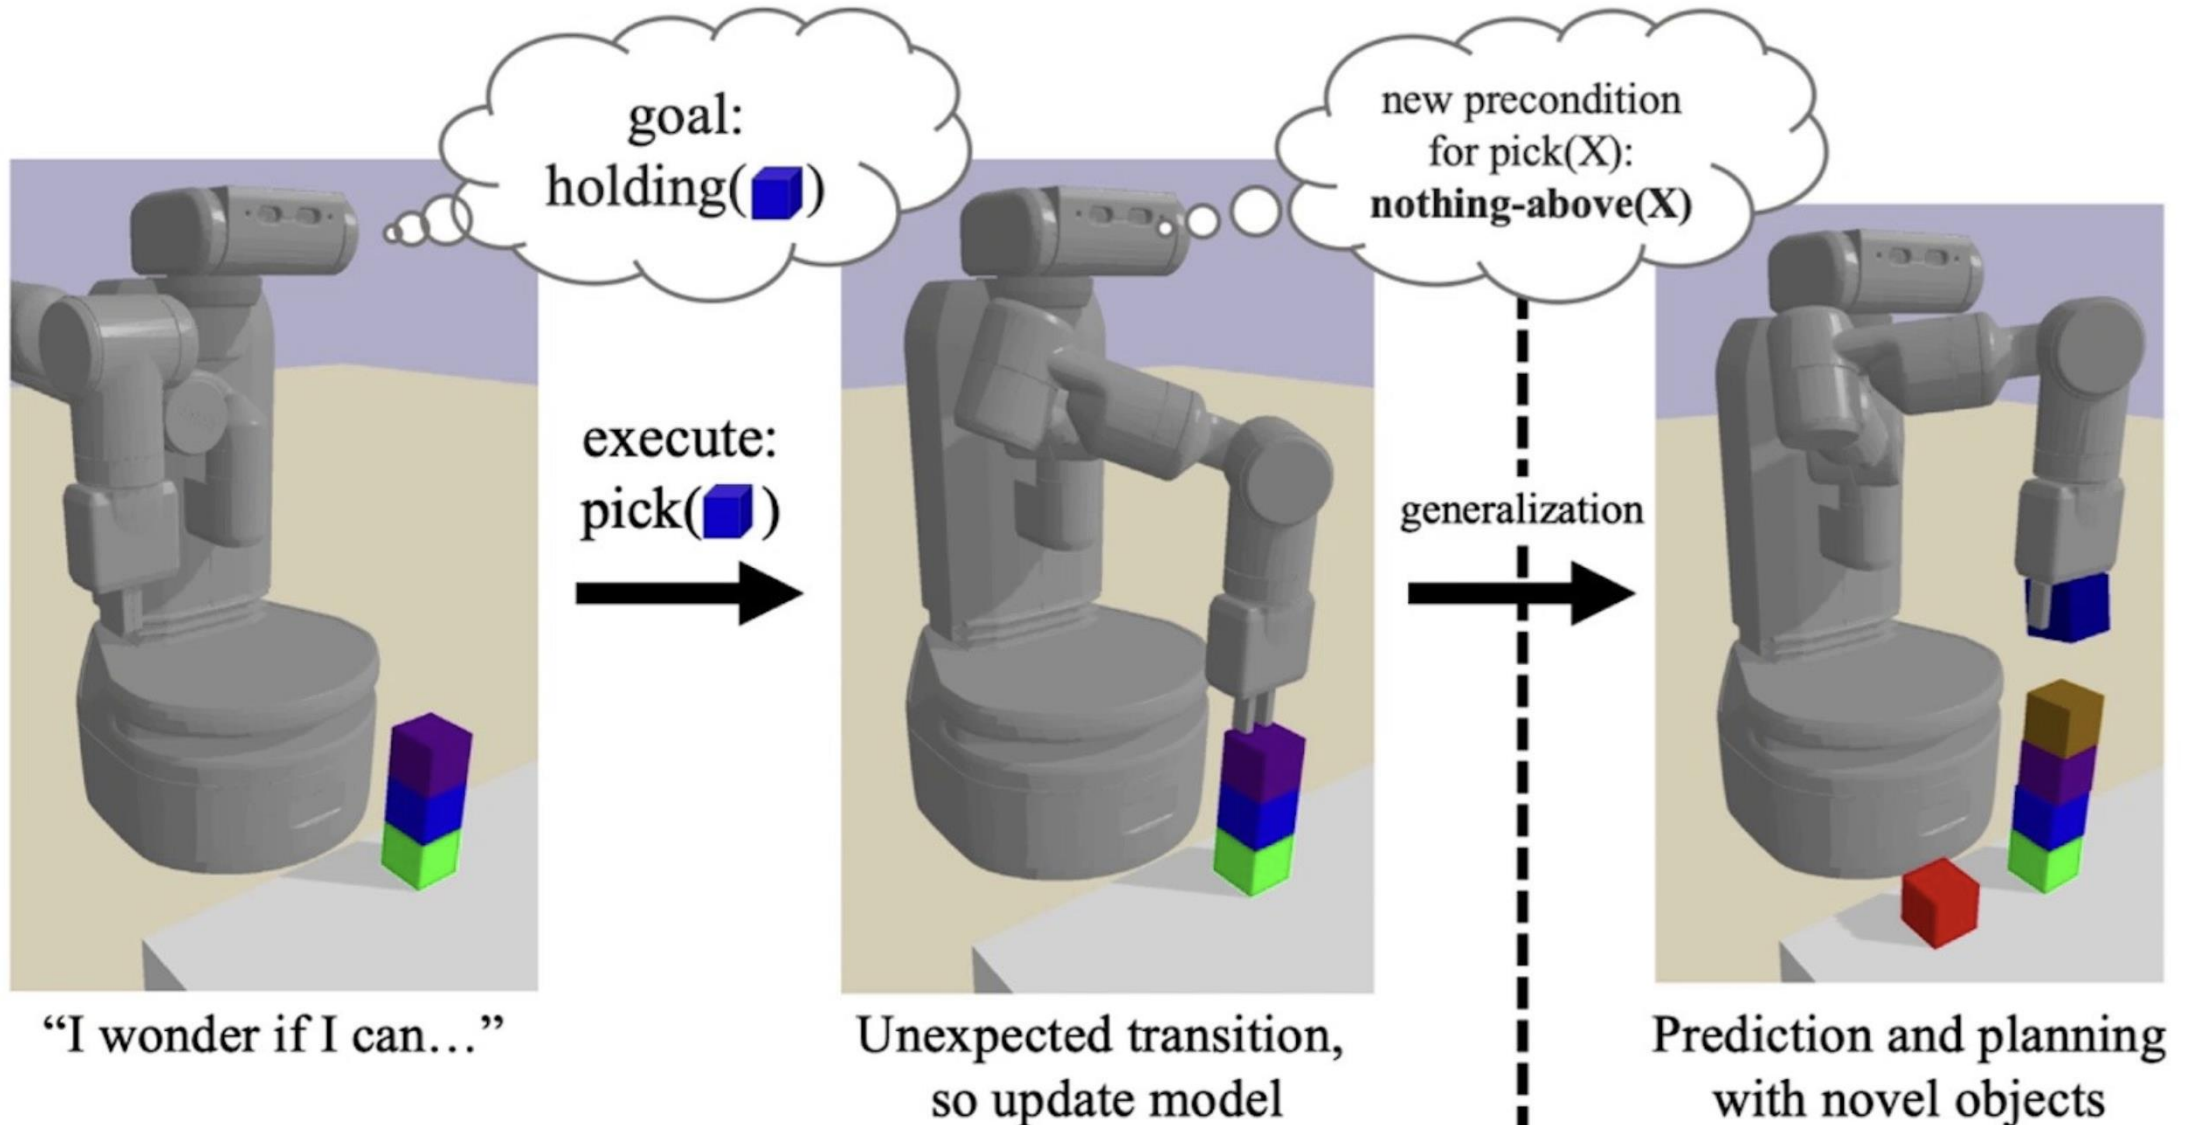 goal:
holding( )
new precondition
for pick(X):
nothing-above(X)
execute:
pick( )
generalization
“I wonder if I can…”
Unexpected transition,
so update model
Prediction and planning
with novel objects